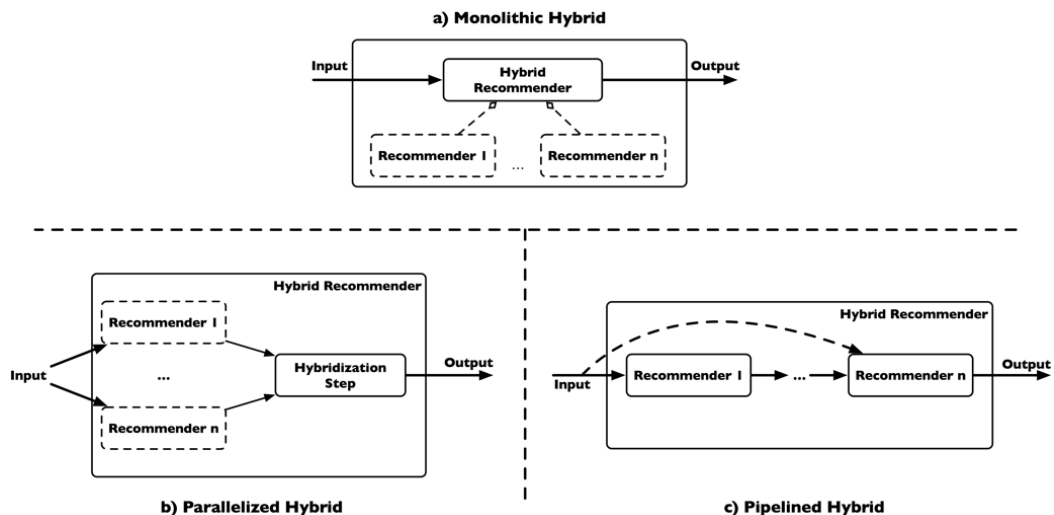 a) Monolithic Hybrid
Input
Output
Hybrid
Recommender
Recommender 1
...
Recommender n
Hybrid Recommender
Recommender 1
Input
...
Hybridization
Step
Output
Recommender n
b) Parallelized Hybrid
Hybrid Recommender
Input
Recommender 1
...
Recommender n
Output
c) Pipelined Hybrid